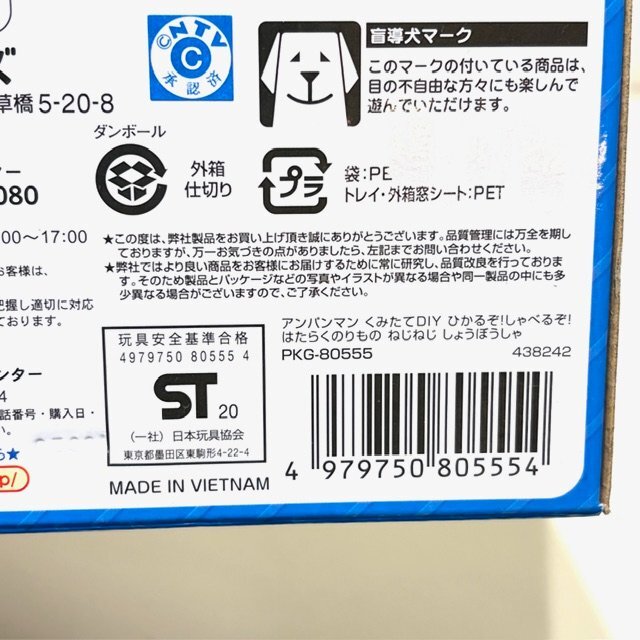 ズ
草橋5-20-8
CNTV
承認済
盲導犬マーク
このマークの付いている商品は、
目の不自由な方々にも楽しんで
遊んでいただけます。
ダンボール
外箱
仕切り
プラ
袋:PE
トレイ・外箱窓シート:PET
ター
080
00〜17:00
お客様は、
把握し適切に対応
ております。
★この度は、弊社製品をお買い上げ頂き誠にありがとうございます。品質管理には万全を期し
ておりますが、万一お気づきの点がありましたら、左記までお問い合わせください。
★弊社ではより良い商品をお客様にお届けするために常に研究し、品質改良を行っておりま
す。そのため製品とパッケージなどの写真やイラストが異なる場合や同一製品の中にも多
少異なる場合がございますので、ご了承ください。
ンター
4
話番号・購入日・
い。
ら★
p/
玩具安全基準合格
4979750 80555 4
ST 20
(一社)日本玩具協会
東京都墨田区東駒形4-22-4
MADE IN VIETNAM
アンパンマン くみたてDIY ひかるぞ!しゃべるぞ!
はたらくのりもの ねじねじ しょうぼうしゃ
PKG-80555 438242
4 979750 805554